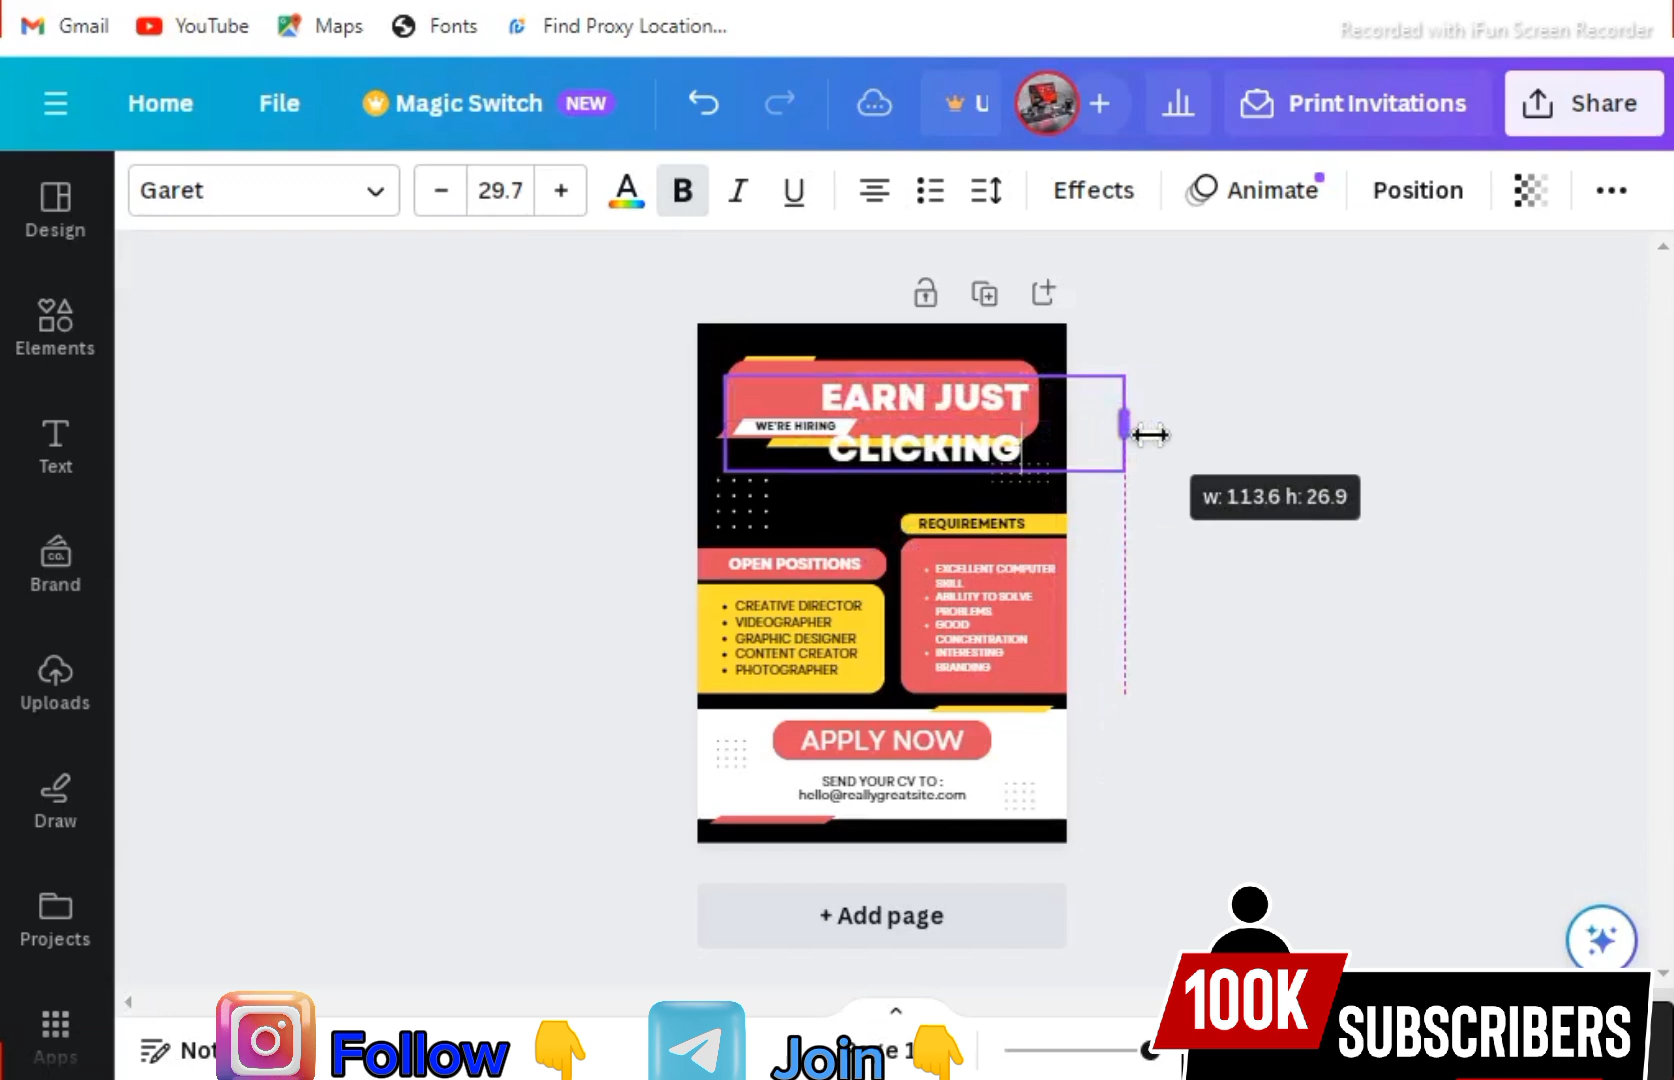 Gmail YouTube Maps Fonts Find Proxy Location...
Recorded with iFun Screen Recorder
Home File Magic Switch NEW U Print Invitations Share
Garet 29.7 A B I U Effects Animate Position
Design
Elements
Text
CO.
Brand
Uploads
Draw
Projects
Apps
EARN JUST
WE'RE HIRING
CLICKING
w: 113.6 h: 26.9
REQUIREMENTS
OPEN POSITIONS
• CREATIVE DIRECTOR
• VIDEOGRAPHER
• GRAPHIC DESIGNER
• CONTENT CREATOR
• PHOTOGRAPHER
• EXCELLENT COMPUTER
SKILL
• ABILLITY TO SOLVE
PROBLEMS
• GOOD
CONCENTRATION
• INTERESTING
BRANDING
APPLY NOW
SEND YOUR CV TO :
hello@reallygreatsite.com
+ Add page
100K
SUBSCRIBERS
Follow
Join